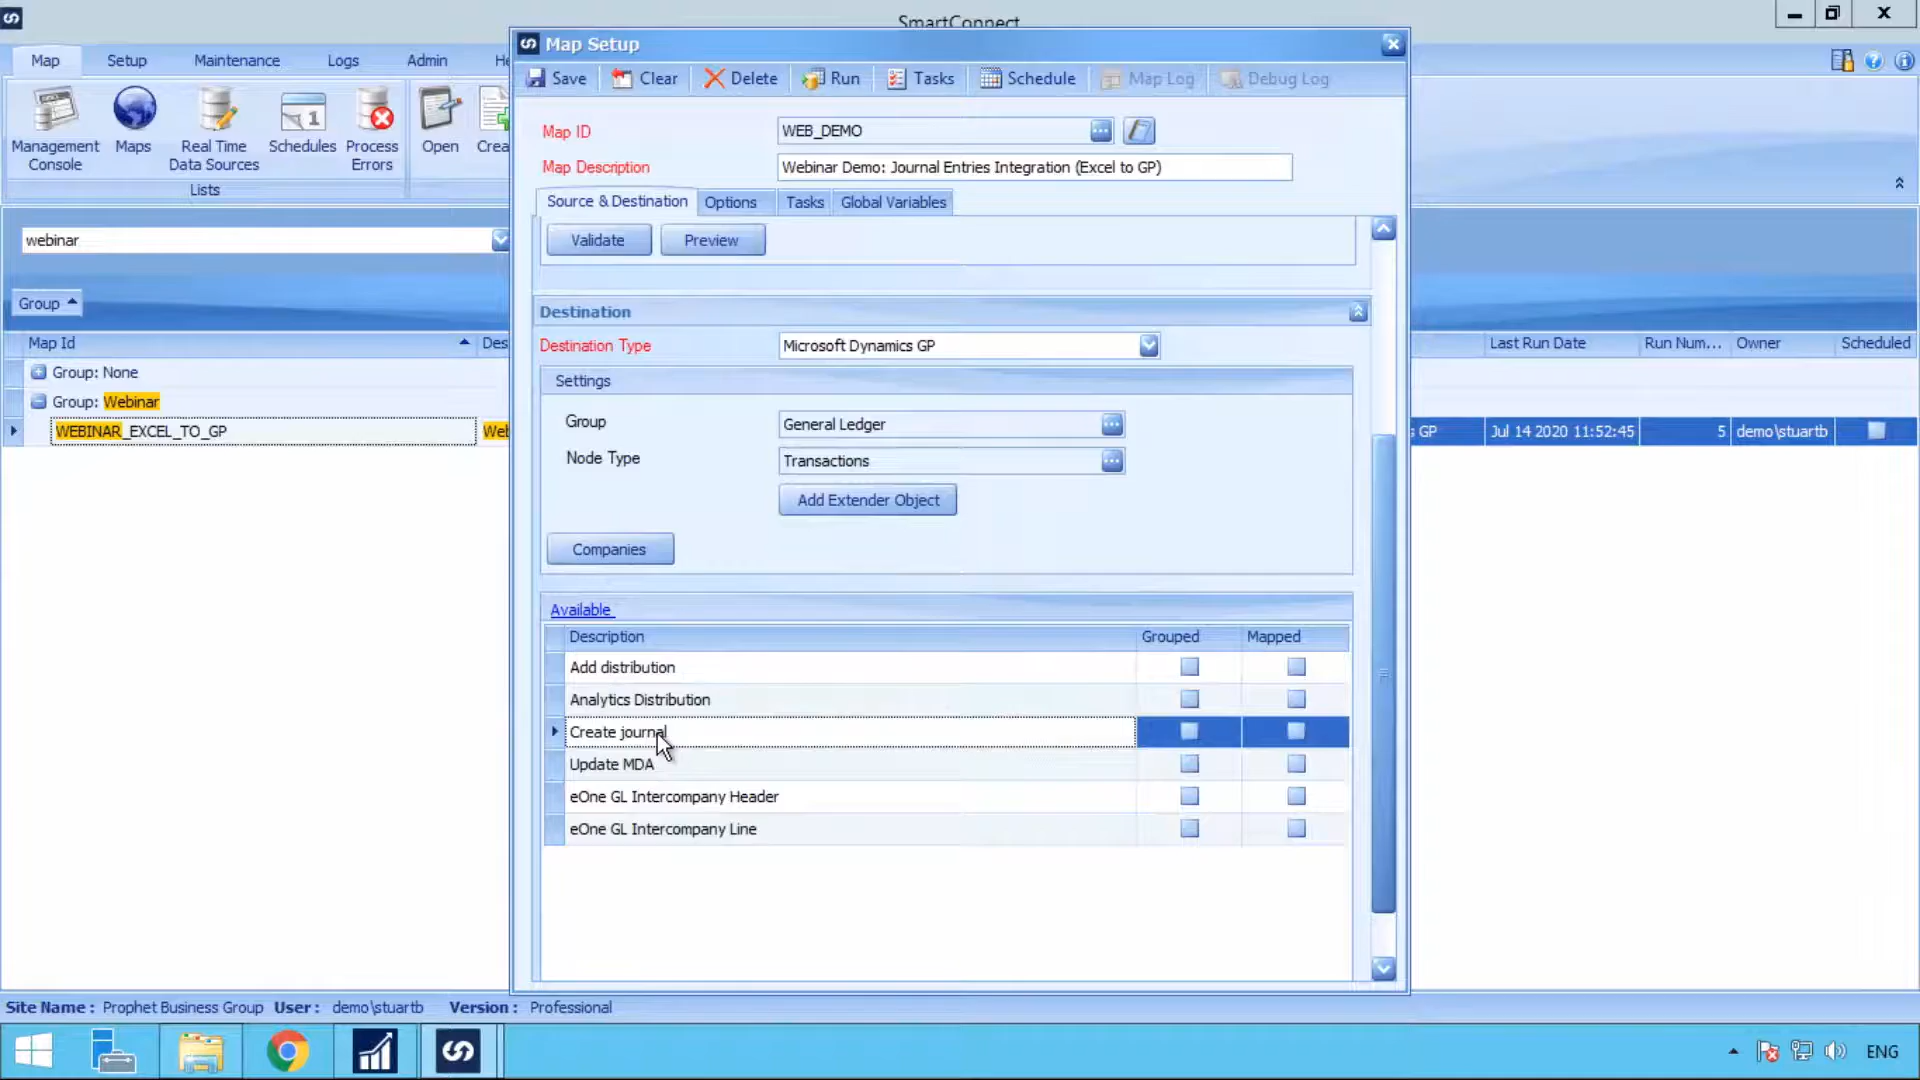 SmartConnect
Map Setup
Map Setup Maintenance Logs Admin He
Save Clear Delete Run Tasks Schedule Map Log Debug Log
Management Console
Maps
Real Time Data Sources
Schedules
Process Errors
Open
Crea
Lists
Map ID WEB_DEMO
Map Description Webinar Demo: Journal Entries Integration (Excel to GP)
Source & Destination Options Tasks Global Variables
webinar
Validate Preview
Group
Destination
Map Id Des
Last Run Date Run Num... Owner Scheduled
Destination Type Microsoft Dynamics GP
Group: None
Settings
Group: Webinar
Group General Ledger
WEBINAR_EXCEL_TO_GP Web
GP Jul 14 2020 11:52:45 5 demo\stuartb
Node Type Transactions
Add Extender Object
Companies
Available
Description Grouped Mapped
Add distribution
Analytics Distribution
Create journal
Update MDA
eOne GL Intercompany Header
eOne GL Intercompany Line
Site Name : Prophet Business Group User : demo\stuartb Version : Professional
ENG